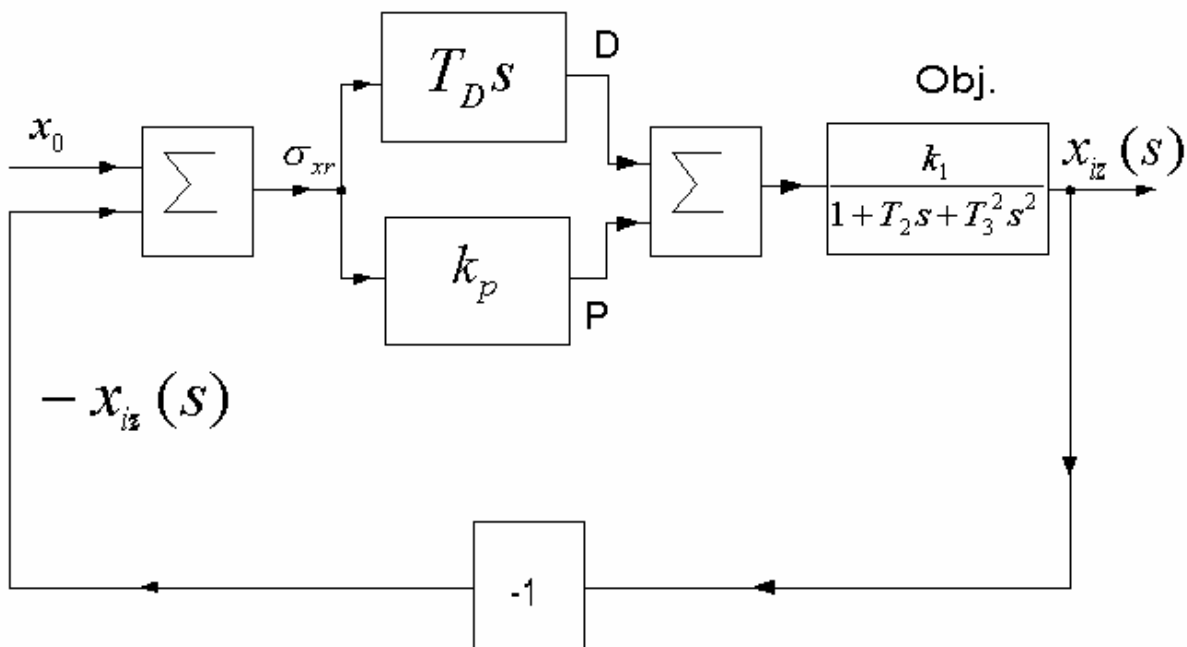 D
T_D s
Obj.
x_0
Σ
σ_xr
Σ
k_1
1 + T_2 s + T_3^2 s^2
x_iz (s)
k_p
P
− x_iz (s)
-1